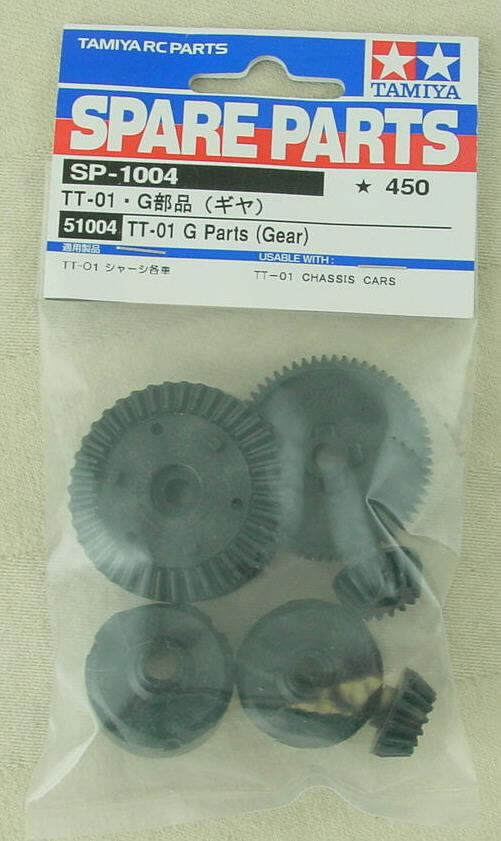 TAMIYA RC PARTS
TAMIYA
SPARE PARTS
SP-1004
★ 450
TT-01・G部品（ギヤ）
51004 TT-01 G Parts (Gear)
適用製品
USABLE WITH :
TT-01 シャーシ各車
TT-01 CHASSIS CARS